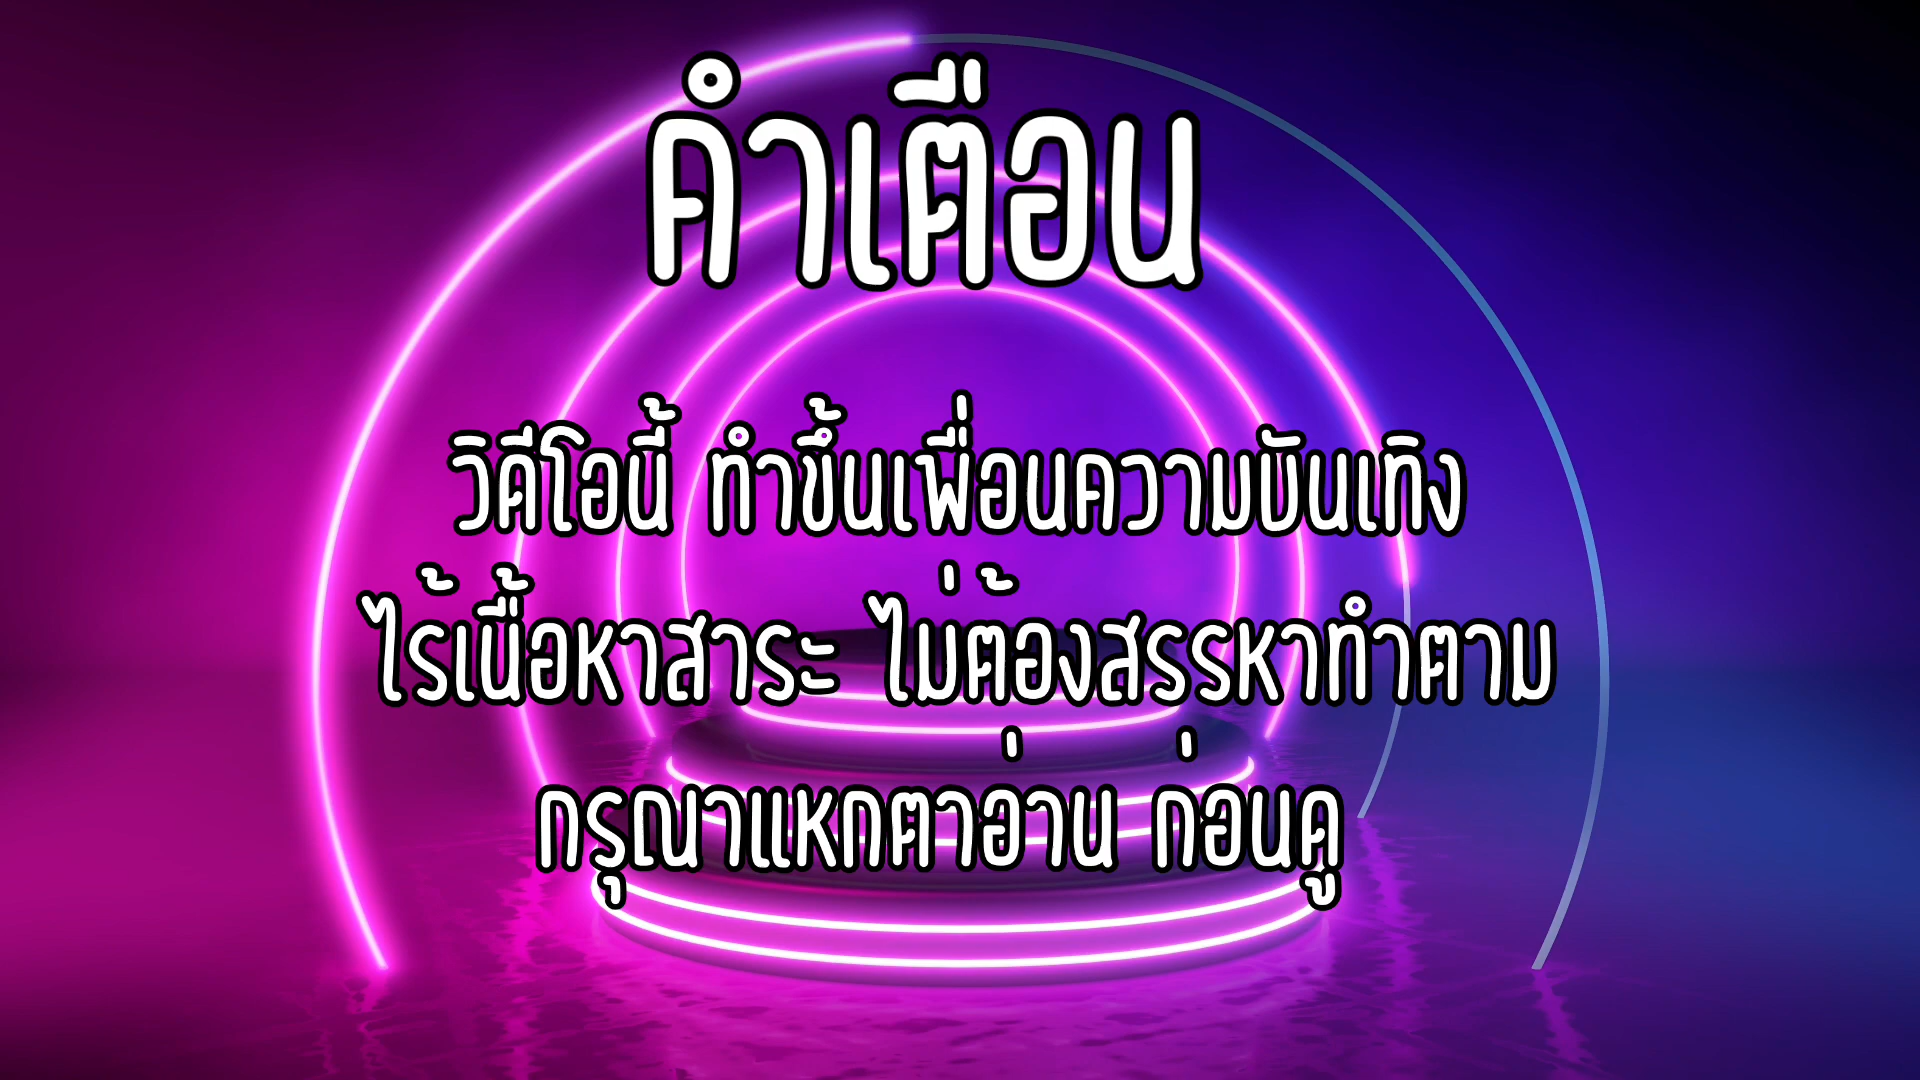 คำเตือน
วิดีโอนี้ ทำขึ้นเพื่อนความบันเทิง
ไร้เนื้อหาสาระ ไม่ต้องสรรหาทำตาม
กรุณาแหกตาอ่าน ก่อนดู